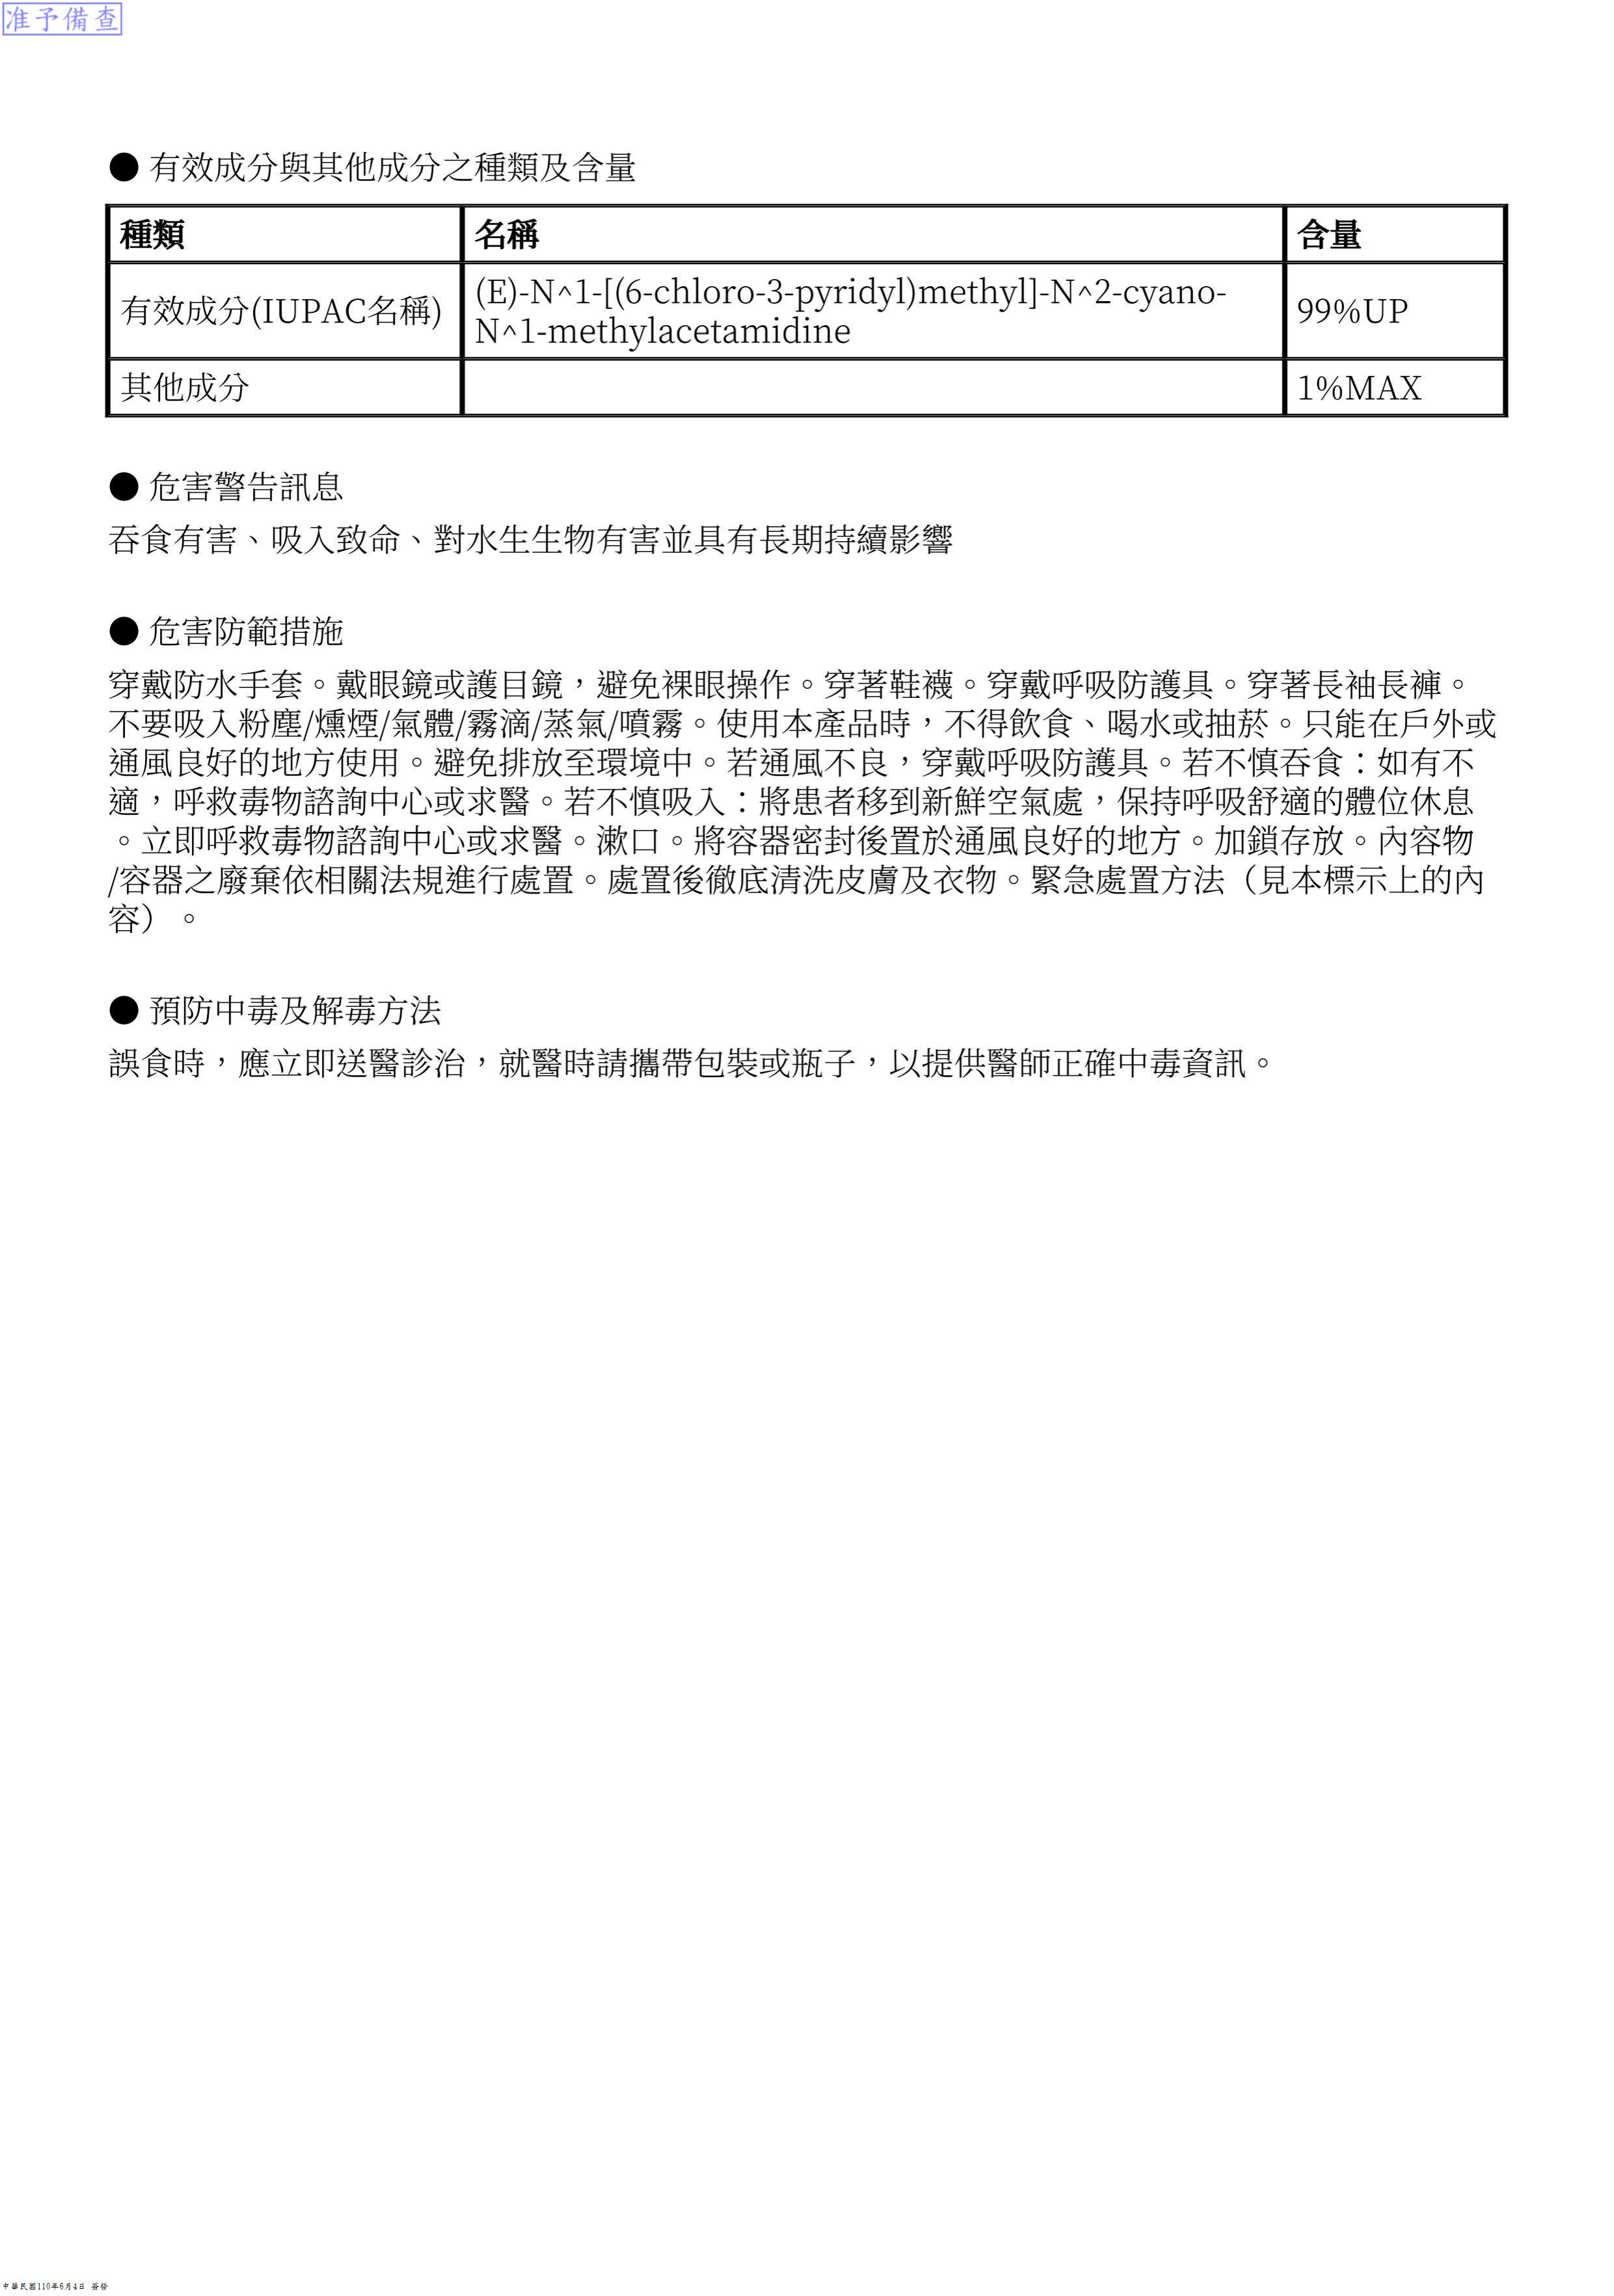 准予備查
● 有效成分與其他成分之種類及含量
種類 名稱 含量
有效成分(IUPAC名稱) (E)-N^1-[(6-chloro-3-pyridyl)methyl]-N^2-cyano-
N^1-methylacetamidine 99%UP
其他成分 1%MAX
● 危害警告訊息
吞食有害、吸入致命、對水生生物有害並具有長期持續影響
● 危害防範措施
穿戴防水手套。戴眼鏡或護目鏡，避免裸眼操作。穿著鞋襪。穿戴呼吸防護具。穿著長袖長褲。
不要吸入粉塵/燻煙/氣體/霧滴/蒸氣/噴霧。使用本產品時，不得飲食、喝水或抽菸。只能在戶外或
通風良好的地方使用。避免排放至環境中。若通風不良，穿戴呼吸防護具。若不慎吞食：如有不
適，呼救毒物諮詢中心或求醫。若不慎吸入：將患者移到新鮮空氣處，保持呼吸舒適的體位休息
。立即呼救毒物諮詢中心或求醫。漱口。將容器密封後置於通風良好的地方。加鎖存放。內容物
/容器之廢棄依相關法規進行處置。處置後徹底清洗皮膚及衣物。緊急處置方法（見本標示上的內
容）。
● 預防中毒及解毒方法
誤食時，應立即送醫診治，就醫時請攜帶包裝或瓶子，以提供醫師正確中毒資訊。
中華民國110年6月4日 簽發